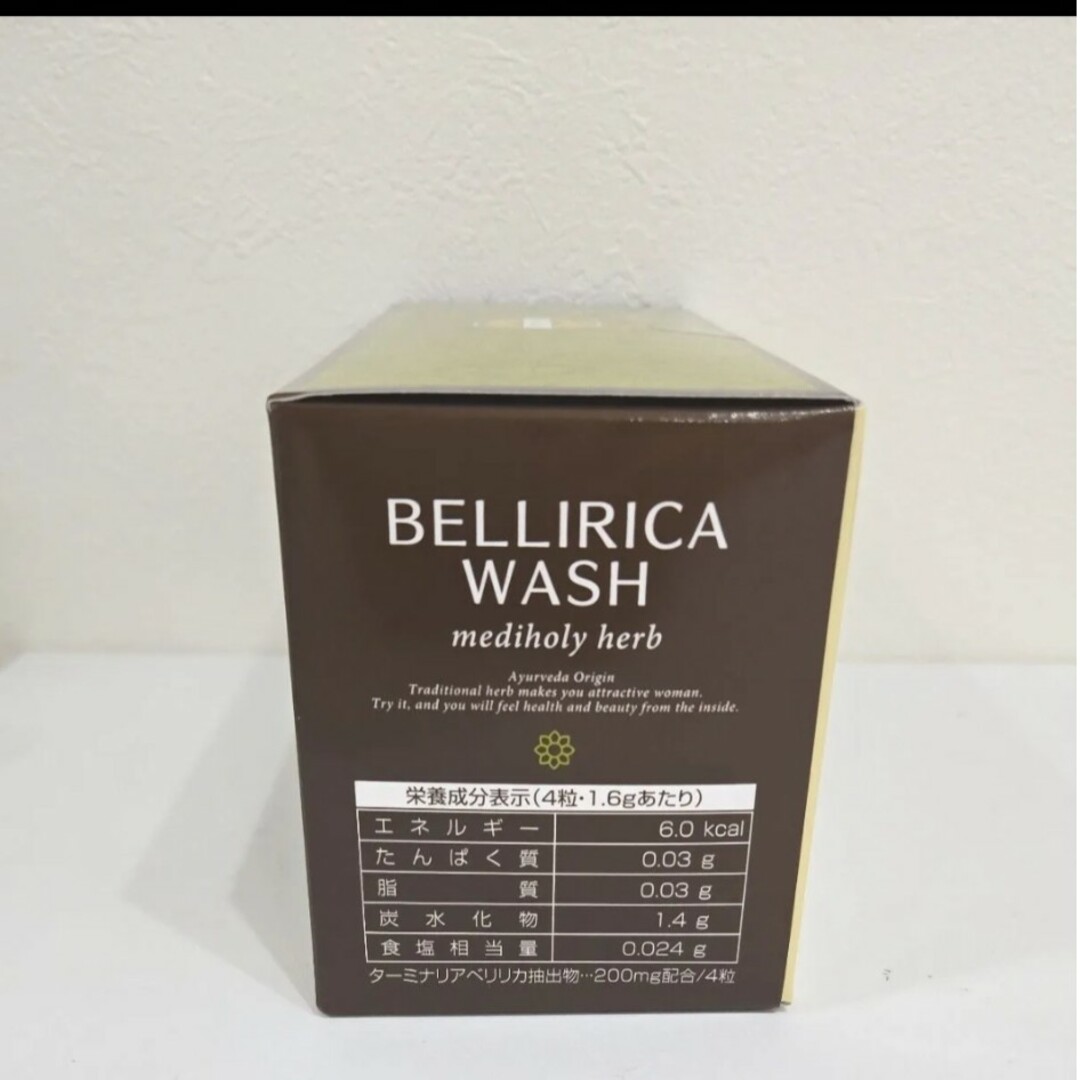 BELLIRICA
WASH
mediholy herb
Ayurveda Origin
Traditional herb makes you attractive woman.
Try it, and you will feel health and beauty from the inside.
栄養成分表示(4粒・1.6gあたり)
エネルギー 6.0 kcal
たんぱく質 0.03 g
脂質 0.03 g
炭水化物 1.4 g
食塩相当量 0.024 g
ターミナリアベリリカ抽出物…200mg配合/4粒